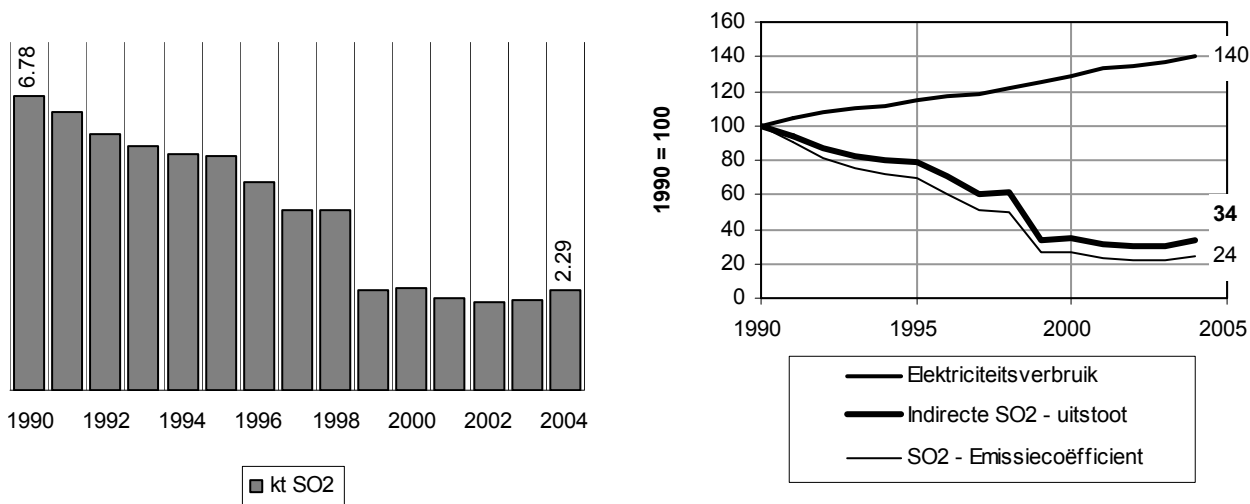 6.78
2.29
1990 1992 1994 1996 1998 2000 2002 2004
kt SO2
1990 = 100
160
140
120
100
80
60
40
20
0
140
34
24
1990 1995 2000 2005
Elektriciteitsverbruik
Indirecte SO2 - uitstoot
SO2 - Emissiecoëfficient